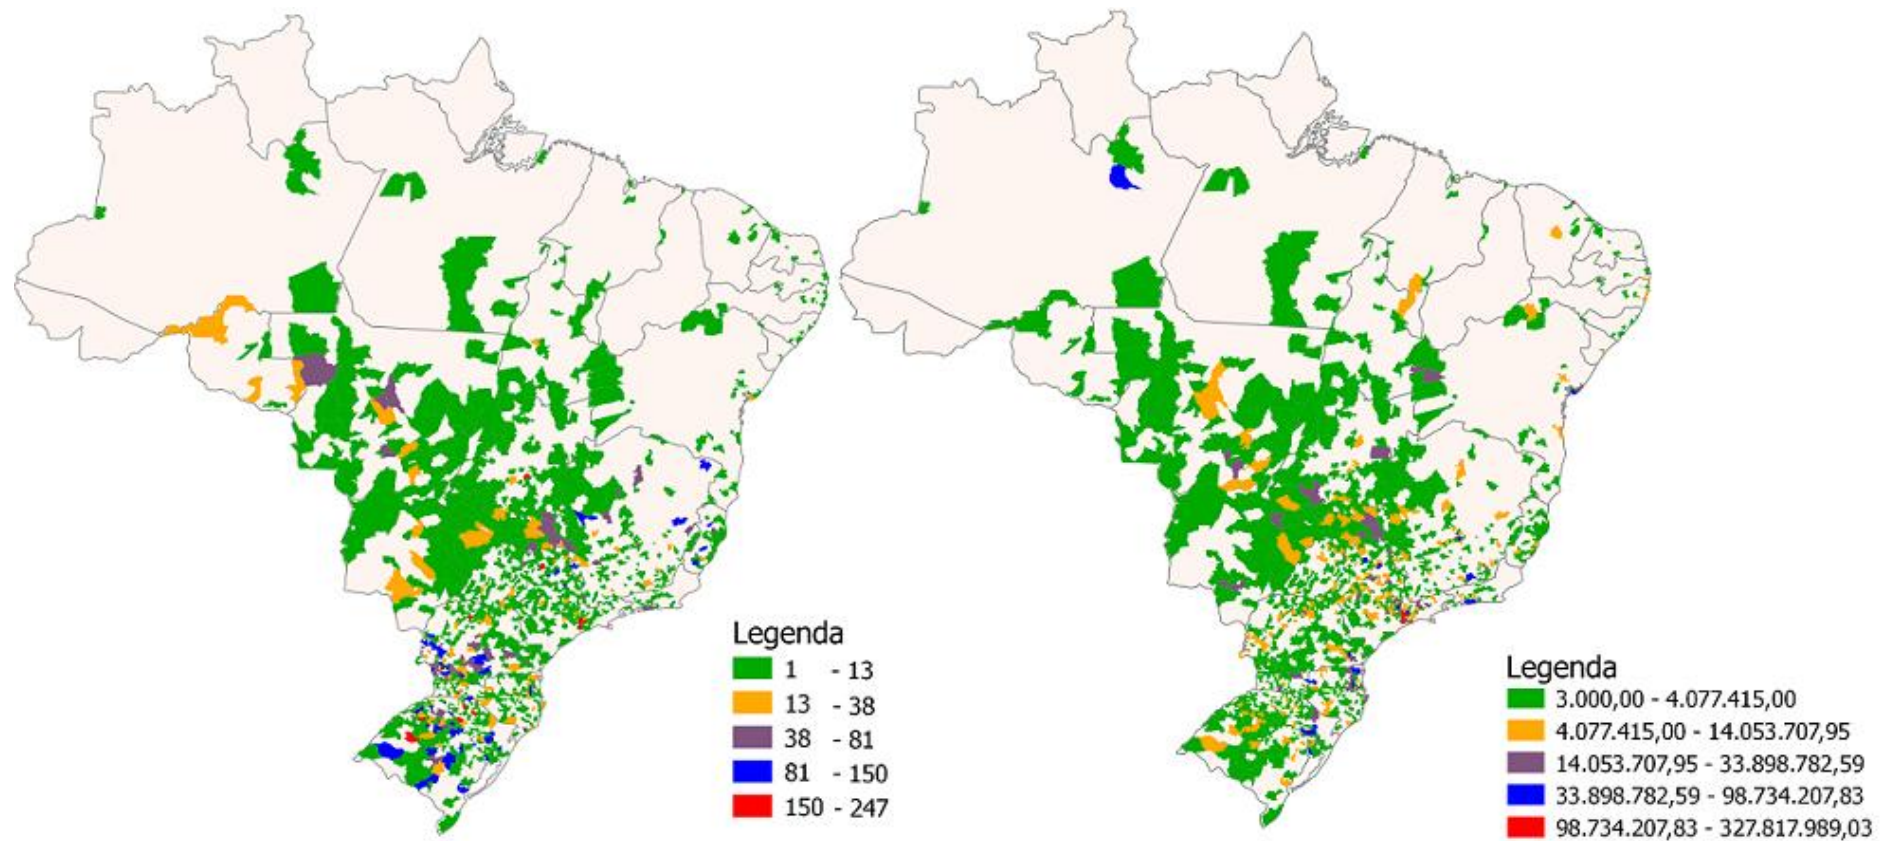 Legenda
1 - 13
13 - 38
38 - 81
81 - 150
150 - 247
Legenda
3.000,00 - 4.077.415,00
4.077.415,00 - 14.053.707,95
14.053.707,95 - 33.898.782,59
33.898.782,59 - 98.734.207,83
98.734.207,83 - 327.817.989,03